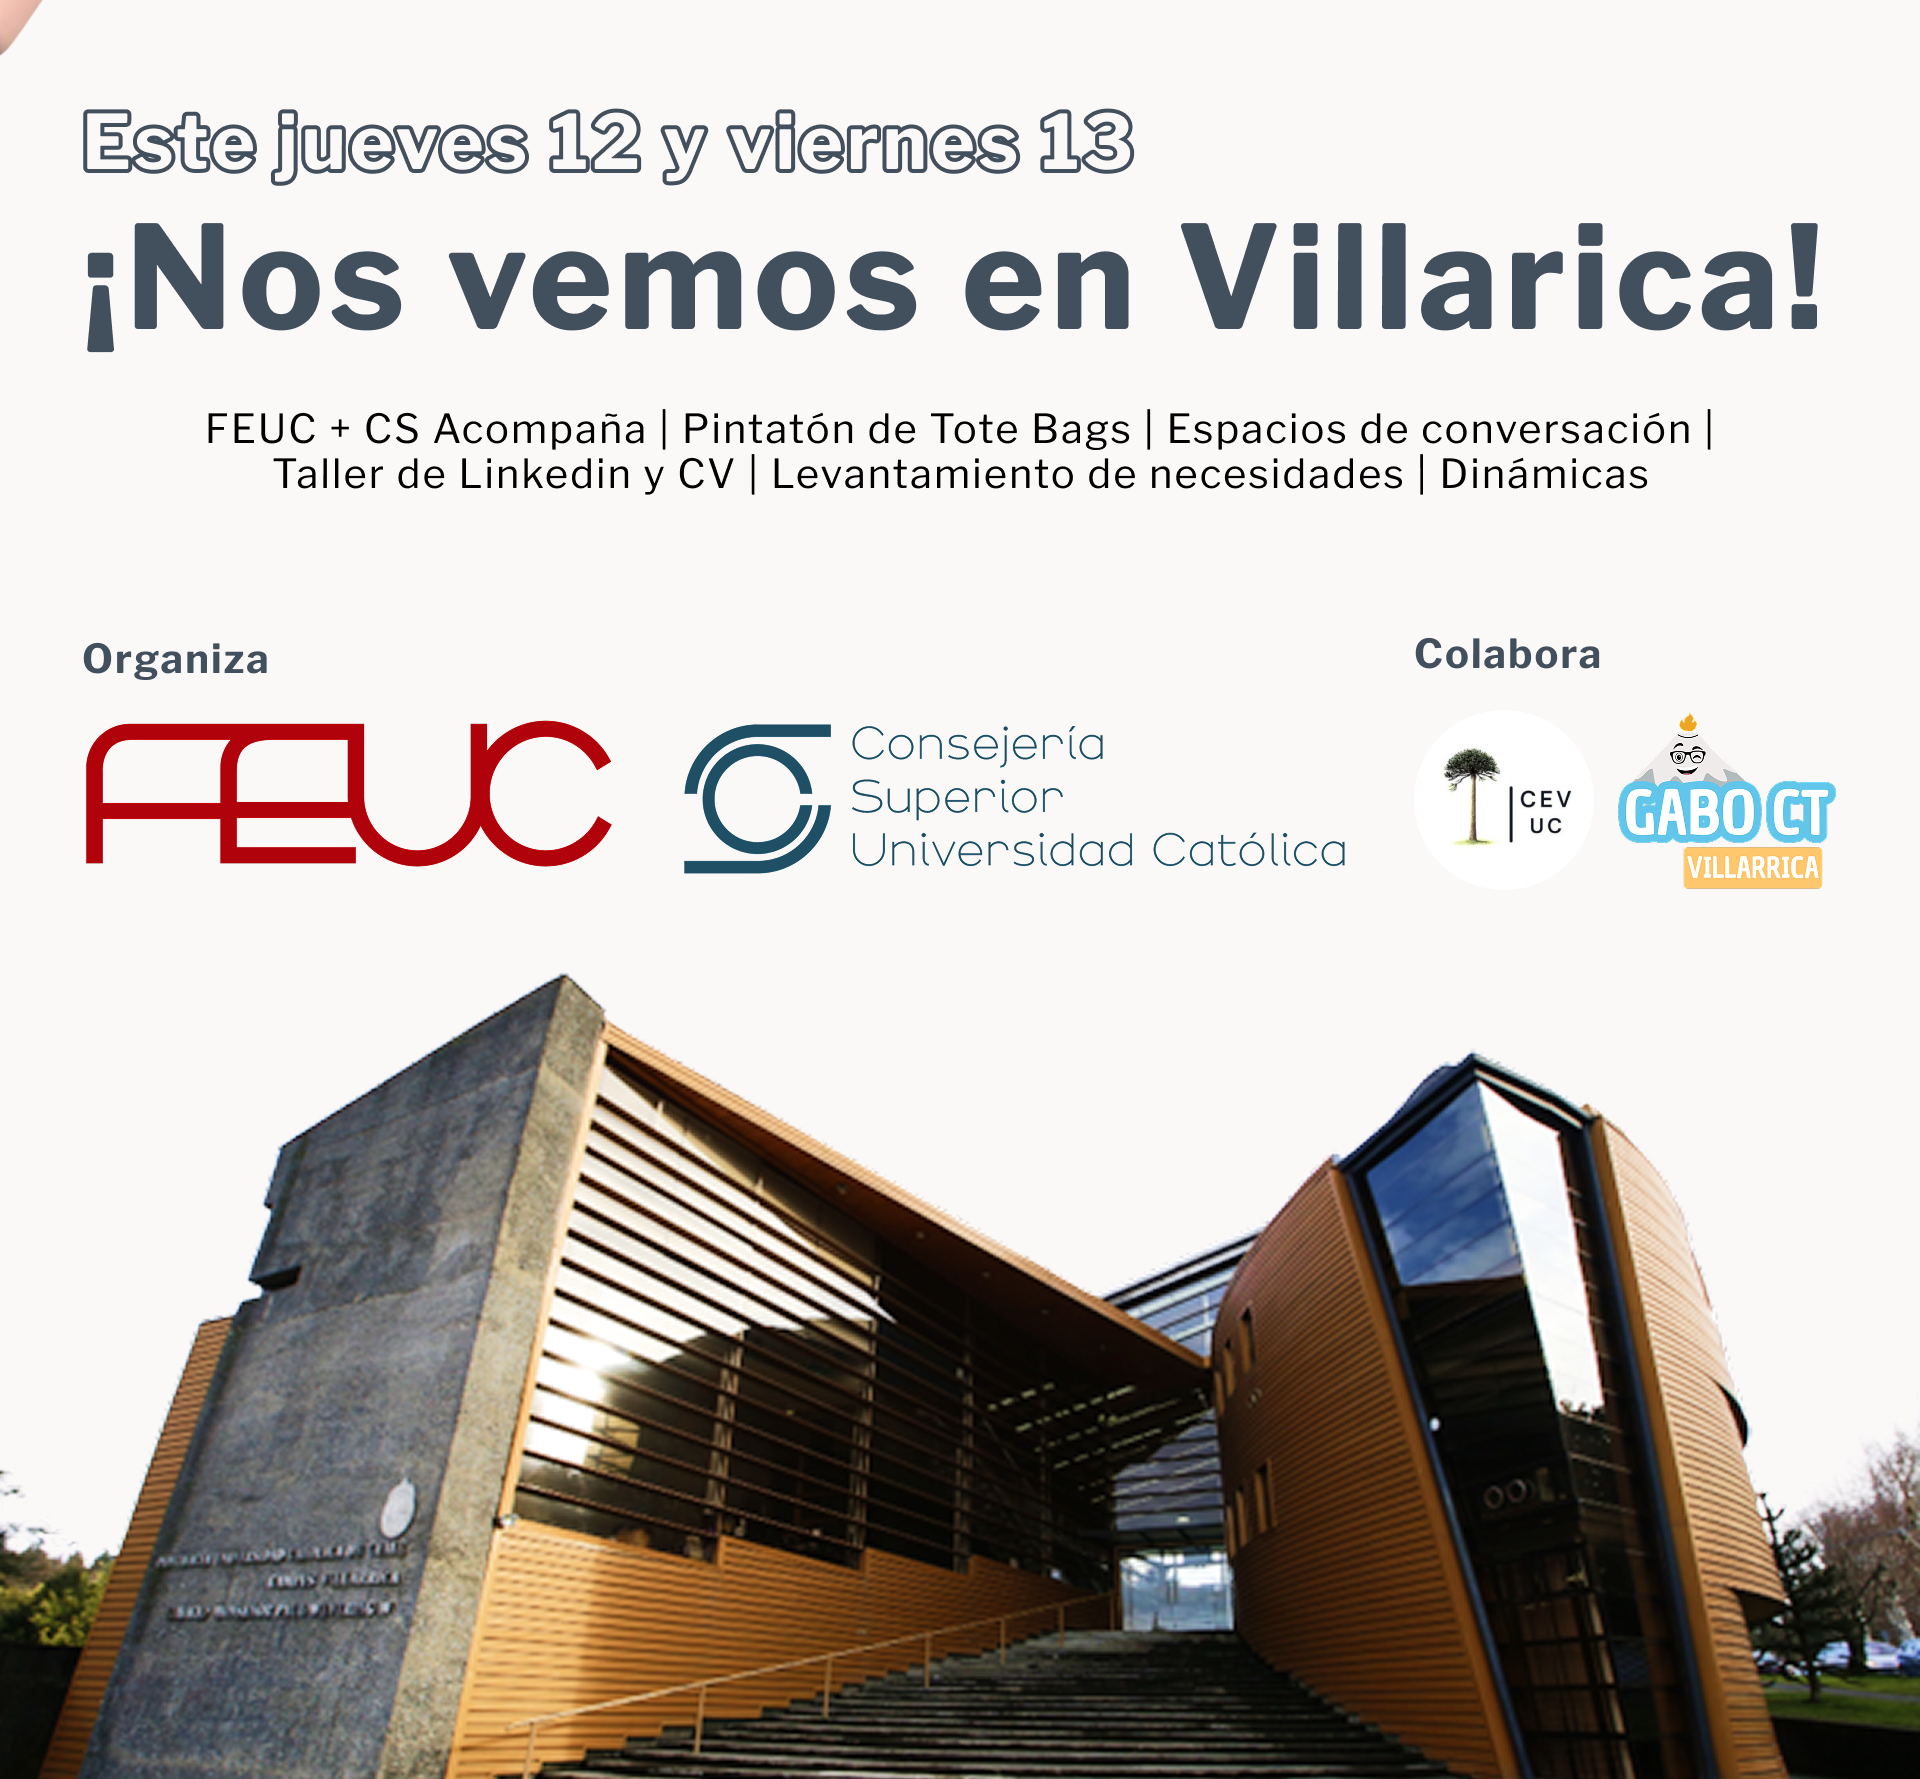 Este jueves 12 y viernes 13
¡Nos vemos en Villarica!
FEUC + CS Acompaña | Pintatón de Tote Bags | Espacios de conversación |
Taller de Linkedin y CV | Levantamiento de necesidades | Dinámicas
Organiza
Colabora
FEUC
Consejería
Superior
Universidad Católica
CEV
UC
GABO CT
VILLARRICA